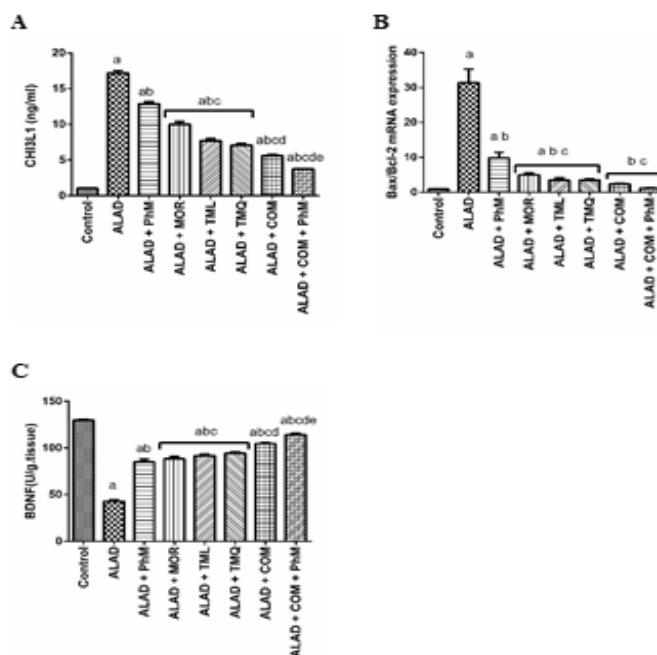 A
CHI3L1 (ng/ml)
20
15
10
5
0
a
ab
abc
abcd
abcde
Control
ALAD
ALAD + PhM
ALAD + MOR
ALAD + TML
ALAD + TMQ
ALAD + COM
ALAD + COM + PhM
B
Bax/Bcl-2 mRNA expression
40
30
20
10
0
a
a b
a b c
b c
Control
ALAD
ALAD + PhM
ALAD + MOR
ALAD + TML
ALAD + TMQ
ALAD + COM
ALAD + COM + PhM
C
BDNF(U/g.tissue)
150
100
50
0
a
ab
abc
abcd
abcde
Control
ALAD
ALAD + PhM
ALAD + MOR
ALAD + TML
ALAD + TMQ
ALAD + COM
ALAD + COM + PhM